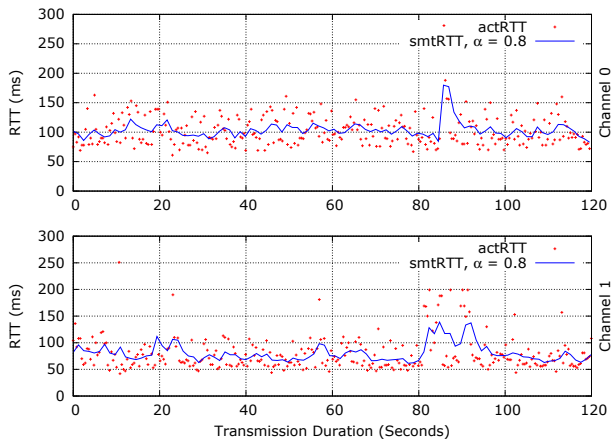 300
250
200
150
100
50
0
RTT (ms)
actRTT
smtRTT, α = 0.8
Channel 0
0 20 40 60 80 100 120
300
250
200
150
100
50
0
RTT (ms)
actRTT
smtRTT, α = 0.8
Channel 1
0 20 40 60 80 100 120
Transmission Duration (Seconds)